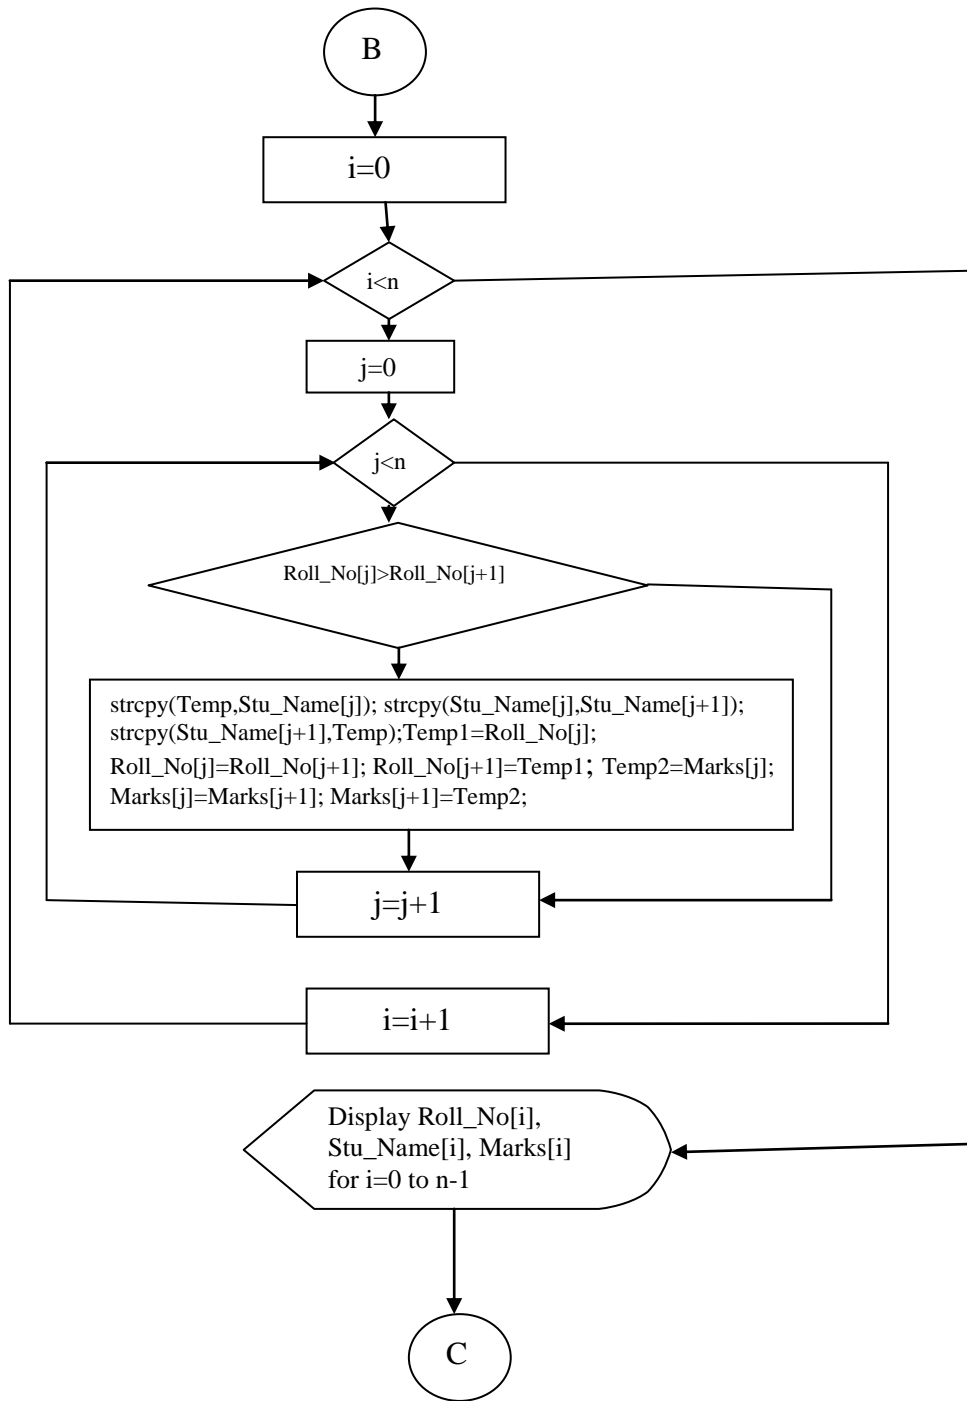 B
i=0
i<n
j=0
j<n
Roll_No[j]>Roll_No[j+1]
strcpy(Temp,Stu_Name[j]); strcpy(Stu_Name[j],Stu_Name[j+1]);
strcpy(Stu_Name[j+1],Temp);Temp1=Roll_No[j];
Roll_No[j]=Roll_No[j+1]; Roll_No[j+1]=Temp1; Temp2=Marks[j];
Marks[j]=Marks[j+1]; Marks[j+1]=Temp2;
j=j+1
i=i+1
Display Roll_No[i],
Stu_Name[i], Marks[i]
for i=0 to n-1
C